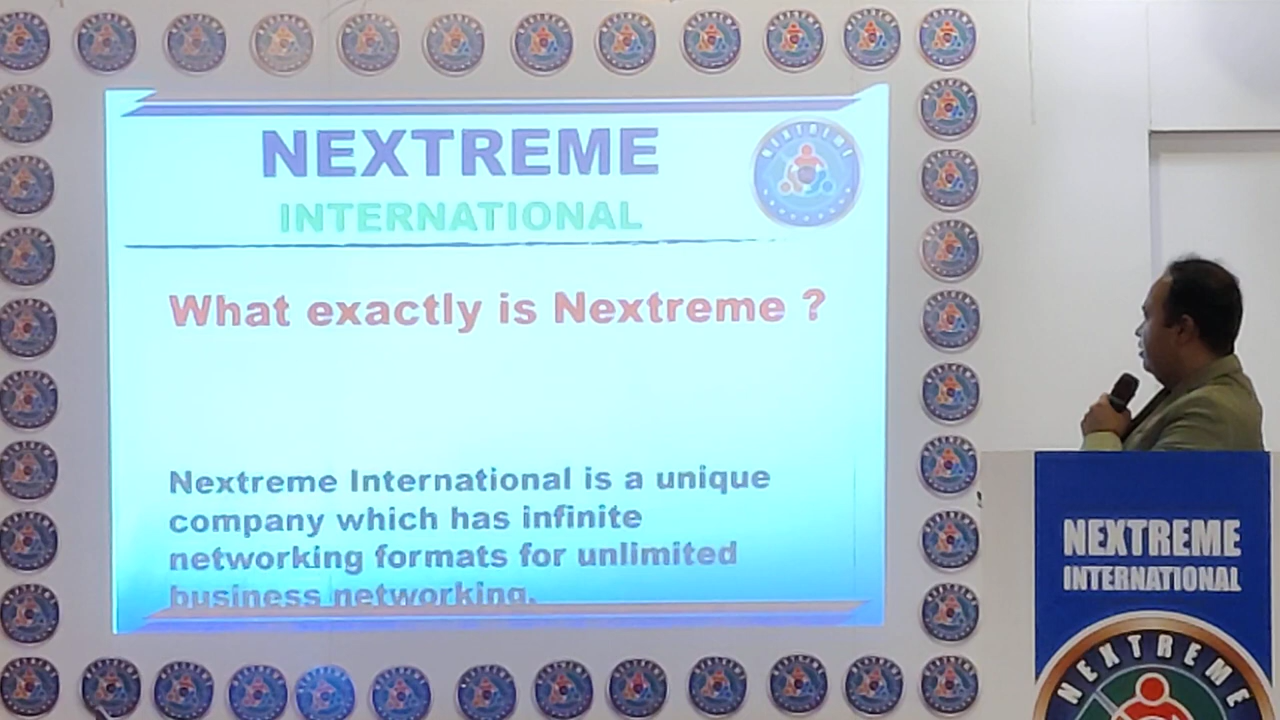 NEXTREME
INTERNATIONAL
NEXTREME
What exactly is Nextreme ?
Nextreme International is a unique
company which has infinite
networking formats for unlimited
business networking.
NEXTREME
INTERNATIONAL
NEXTREME